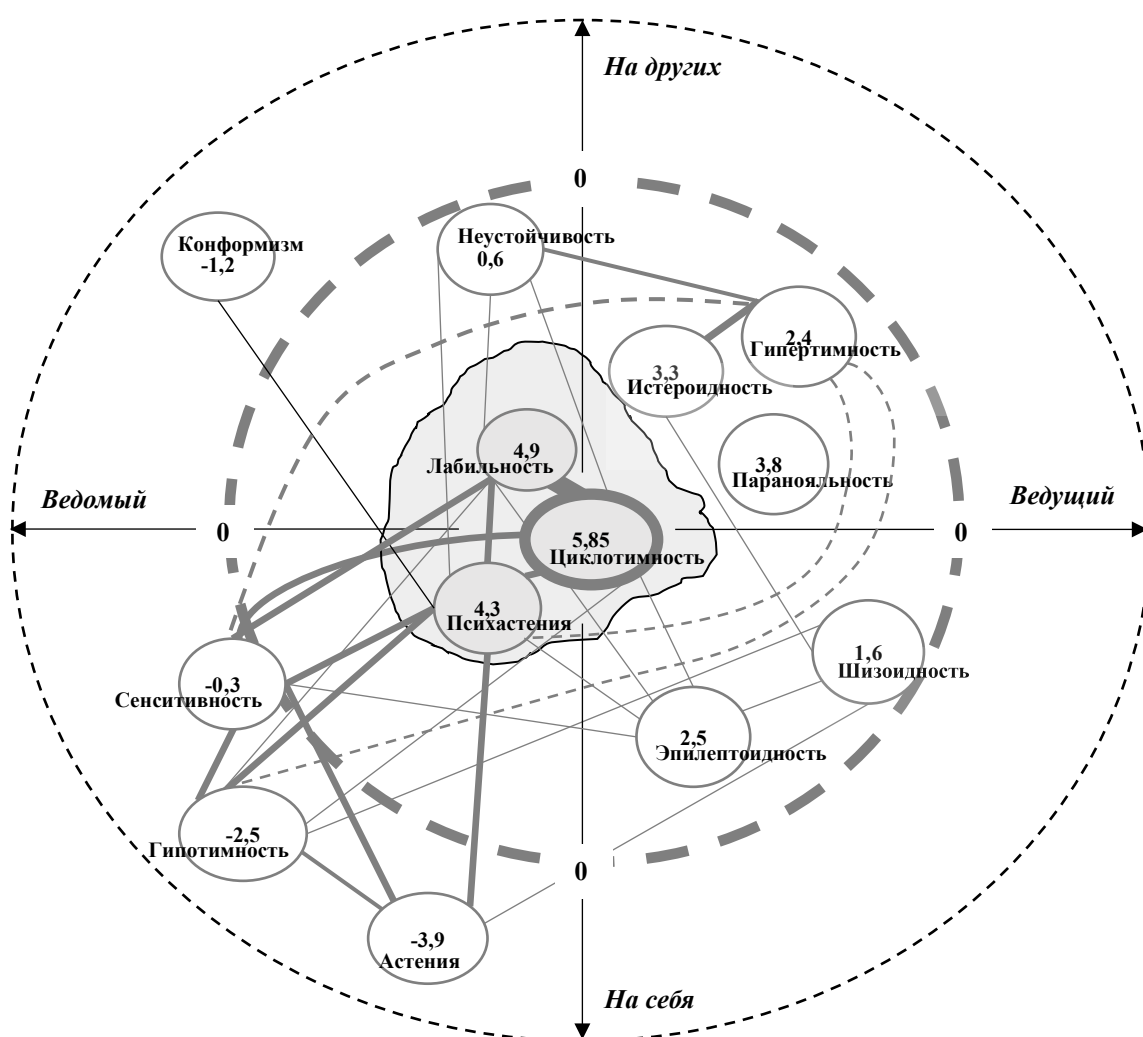 На других
0
Неустойчивость
0,6
Конформизм
-1,2
2,4
Гипертимность
3,3
Истероидность
4,9
Лабильность
3,8
Паранояльность
Ведомый
Ведущий
0
0
5,85
Циклотимность
4,3
Психастения
-0,3
Сенситивность
1,6
Шизоидность
2,5
Эпилептоидность
-2,5
Гипотимность
0
-3,9
Астения
На себя